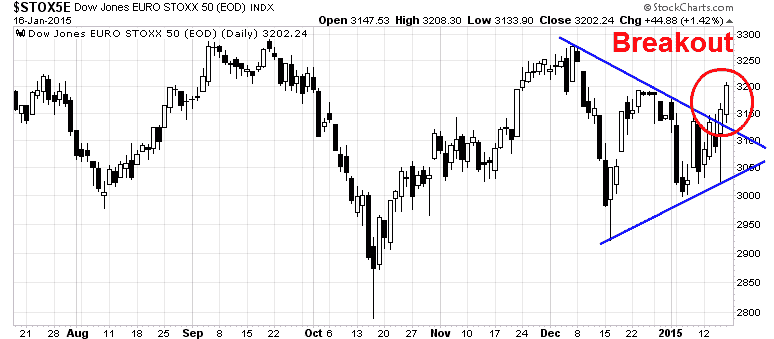 $STOX5E Dow Jones EURO STOXX 50 (EOD) INDX © StockCharts.com
16-Jan-2015 Open 3147.53 High 3208.30 Low 3133.90 Close 3202.24 Chg +44.88 (+1.42%)
Dow Jones EURO STOXX 50 (EOD) (Daily) 3202.24
Breakout
3300
3250
3200
3150
3100
3050
3000
2950
2900
2850
2800
21 28 Aug 11 18 25 Sep 8 15 22 Oct 6 13 20 27 Nov 10 17 24 Dec 8 15 22 29 2015 12